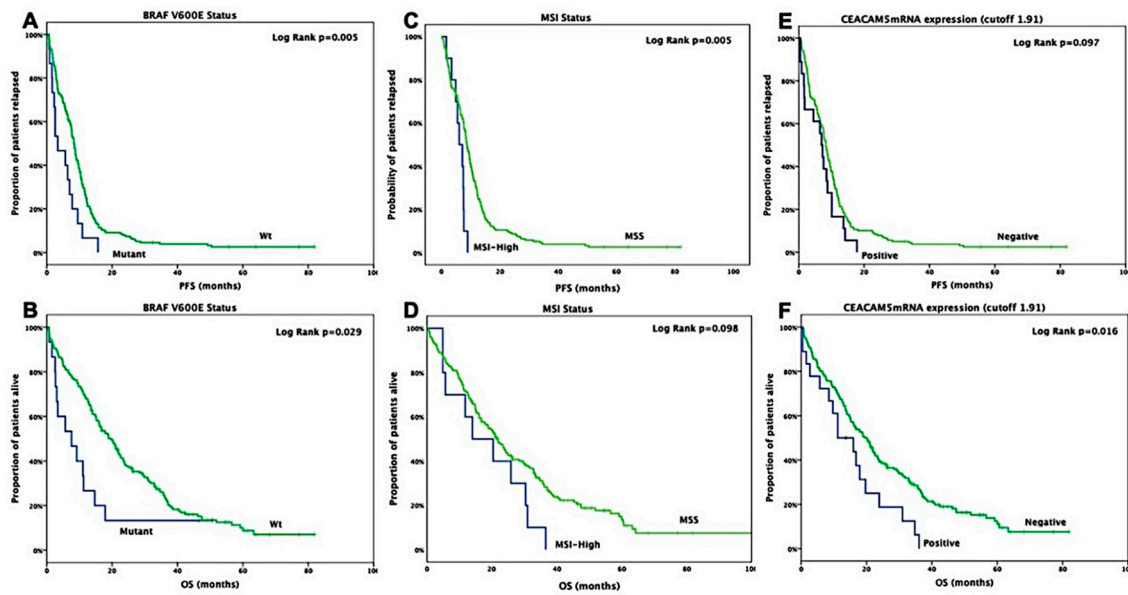 A
BRAF V600E Status
Log Rank p=0.005
Proportion of patients relapsed
100%
80%
60%
40%
20%
0%
Wt
Mutant
0 20 40 60 80 100
PFS (months)
B
BRAF V600E Status
Log Rank p=0.029
Proportion of patients alive
100%
80%
60%
40%
20%
0%
Wt
Mutant
0 20 40 60 80
OS (months)
C
MSI Status
Log Rank p=0.005
Probability of patients relapsed
100%
80%
60%
40%
20%
0%
MSS
MSI-High
0 20 40 60 80 100
PFS (months)
D
MSI Status
Log Rank p=0.098
Proportion of patients alive
100%
80%
60%
40%
20%
0%
MSS
MSI-High
0 20 40 60 80 100
OS (months)
E
CEACAM5mRNA expression (cutoff 1.91)
Log Rank p=0.097
Proportion of patients relapsed
100%
80%
60%
40%
20%
0%
Negative
Positive
0 20 40 60 80
PFS (months)
F
CEACAM5mRNA expression (cutoff 1.91)
Log Rank p=0.016
Proportion of patients alive
100%
80%
60%
40%
20%
0%
Negative
Positive
0 20 40 60 80
OS (months)